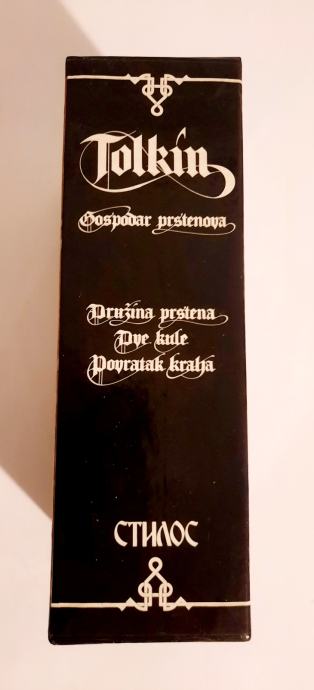 Tolkin
Gospodar prstenova
Družina prstena
Dve kule
Povratak kralja
СТИЛОС